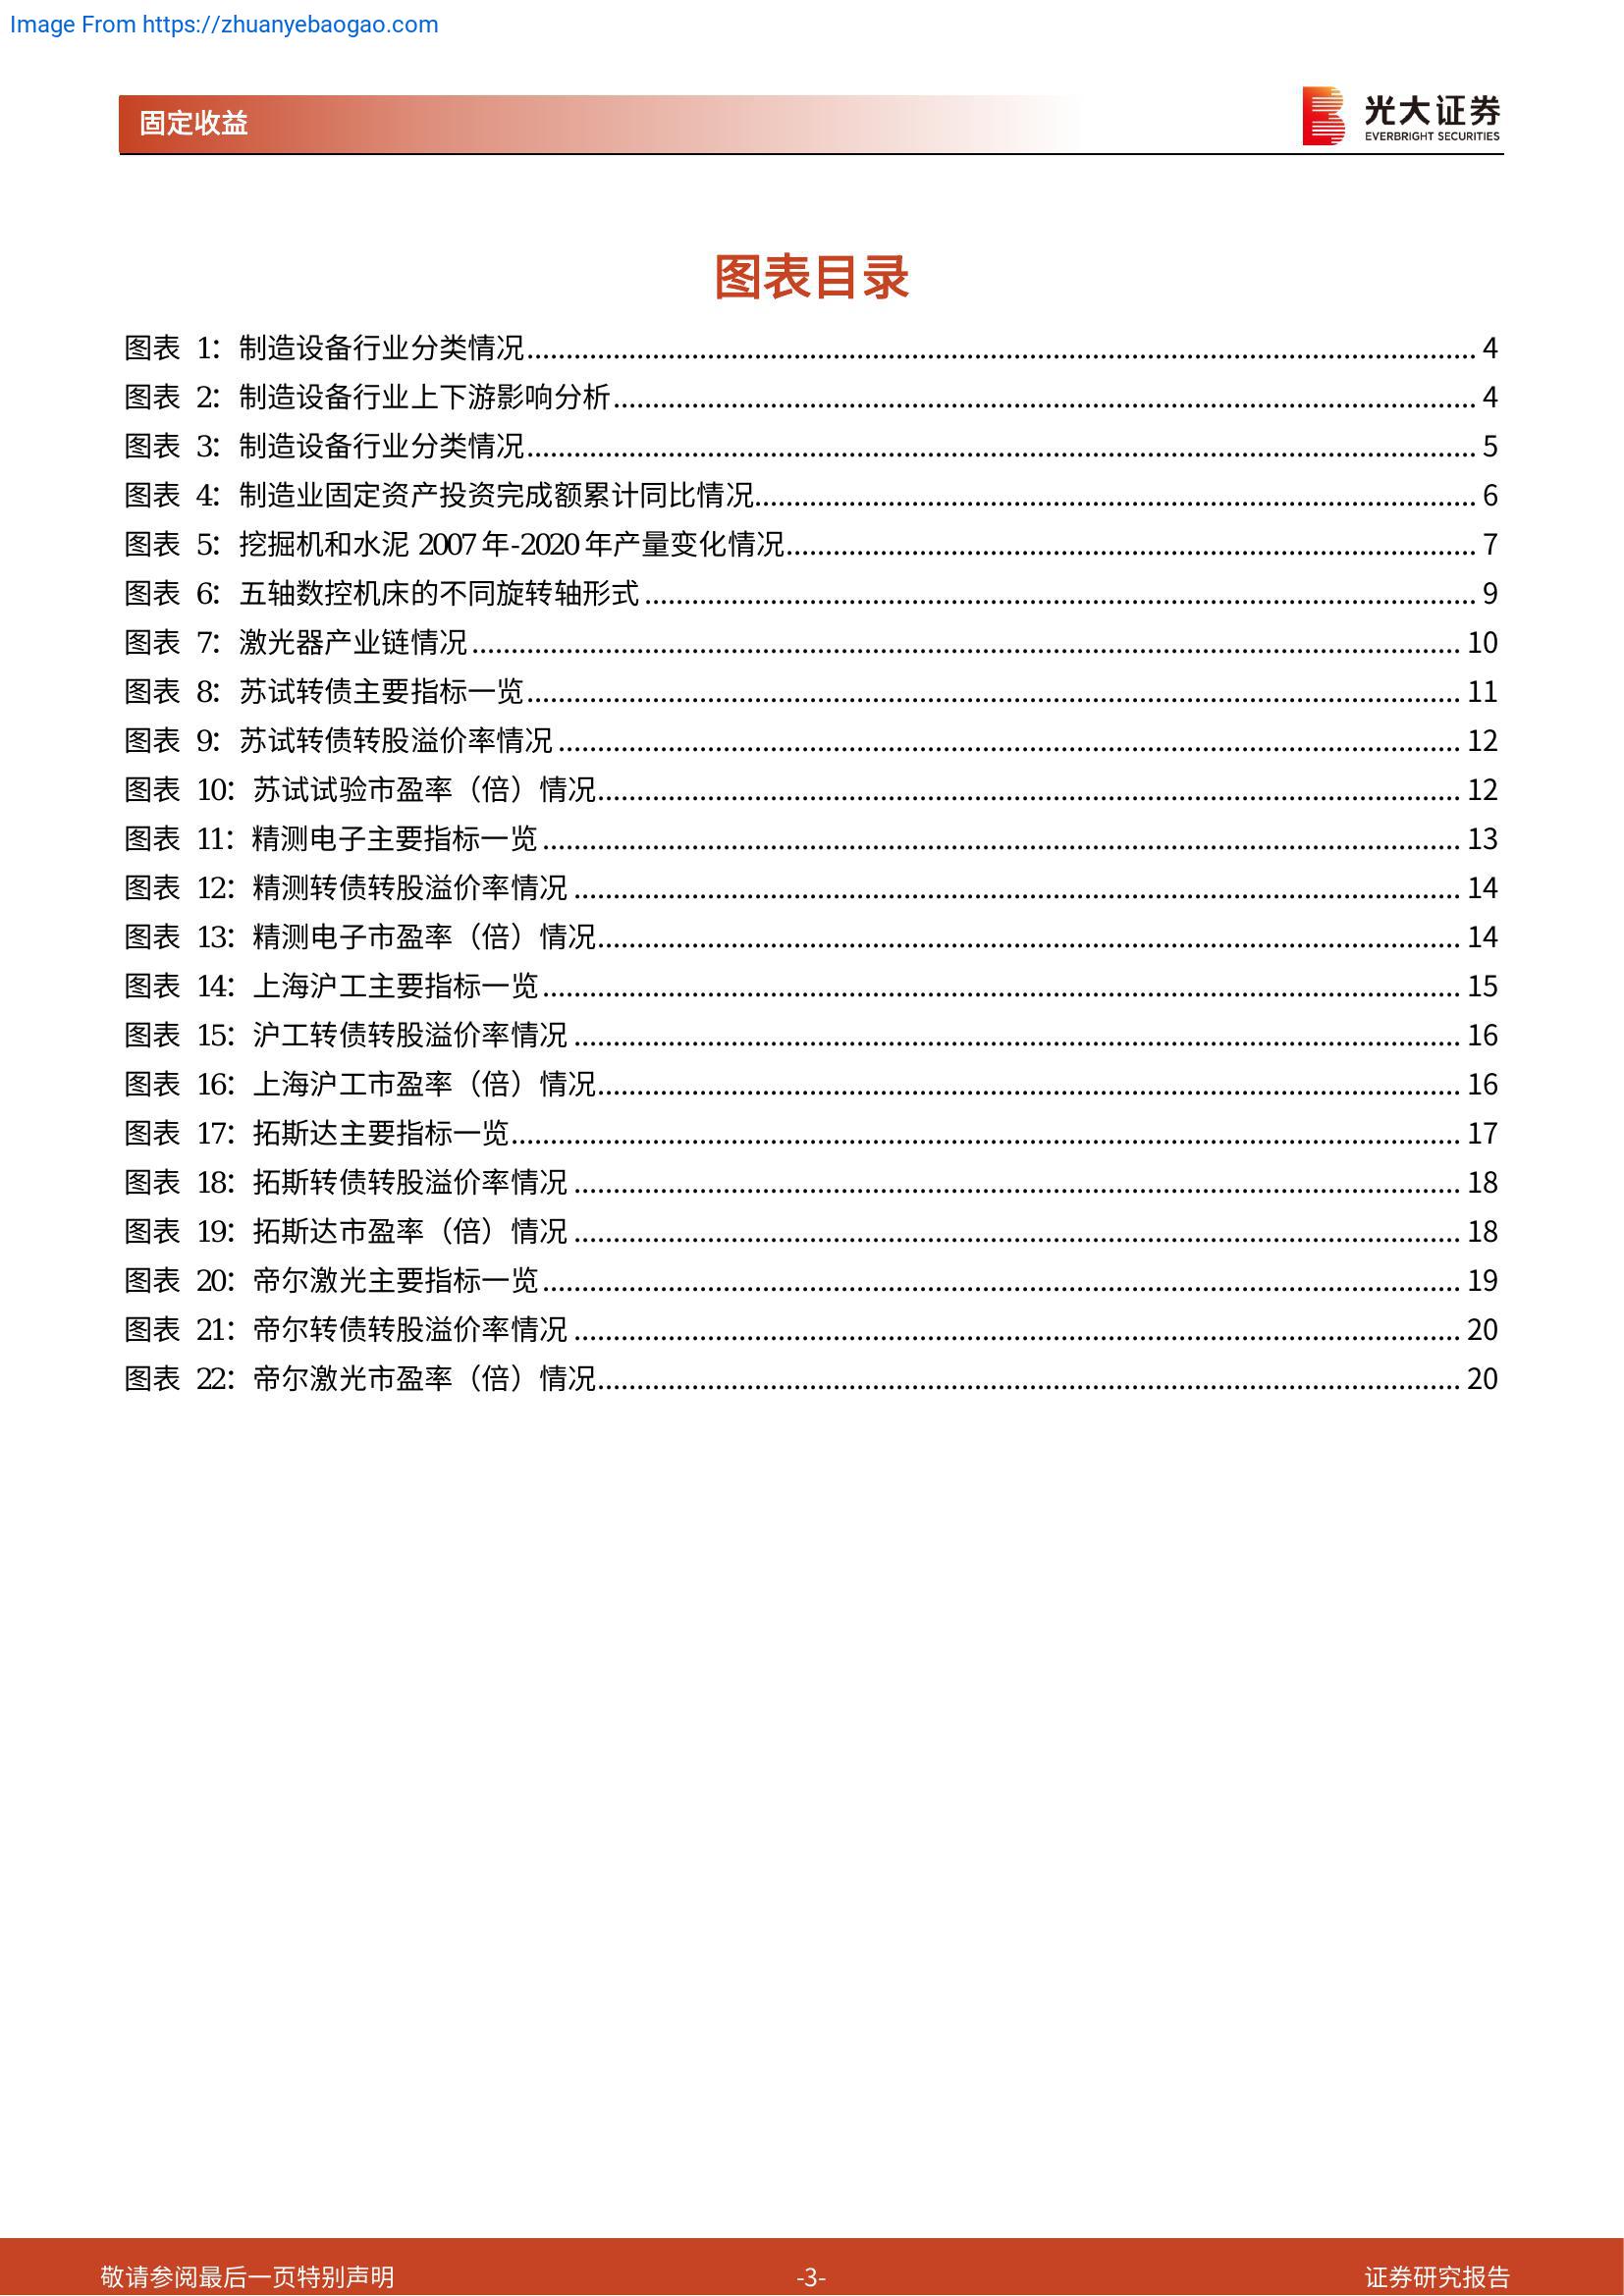 Image From https://zhuanyebaogao.com
固定收益
光大证券
EVERBRIGHT SECURITIES
图表目录
图表 1：制造设备行业分类情况 4
图表 2：制造设备行业上下游影响分析 4
图表 3：制造设备行业分类情况 5
图表 4：制造业固定资产投资完成额累计同比情况 6
图表 5：挖掘机和水泥 2007 年-2020 年产量变化情况 7
图表 6：五轴数控机床的不同旋转轴形式 9
图表 7：激光器产业链情况 10
图表 8：苏试转债主要指标一览 11
图表 9：苏试转债转股溢价率情况 12
图表 10：苏试试验市盈率（倍）情况 12
图表 11：精测电子主要指标一览 13
图表 12：精测转债转股溢价率情况 14
图表 13：精测电子市盈率（倍）情况 14
图表 14：上海沪工主要指标一览 15
图表 15：沪工转债转股溢价率情况 16
图表 16：上海沪工市盈率（倍）情况 16
图表 17：拓斯达主要指标一览 17
图表 18：拓斯转债转股溢价率情况 18
图表 19：拓斯达市盈率（倍）情况 18
图表 20：帝尔激光主要指标一览 19
图表 21：帝尔转债转股溢价率情况 20
图表 22：帝尔激光市盈率（倍）情况 20
敬请参阅最后一页特别声明 -3- 证券研究报告